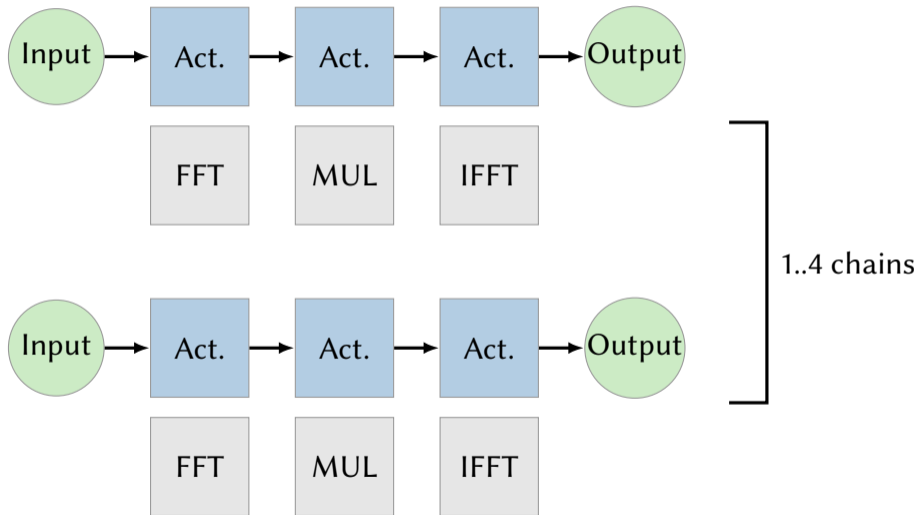 Input Act. Act. Act. Output
FFT MUL IFFT
1..4 chains
Input Act. Act. Act. Output
FFT MUL IFFT